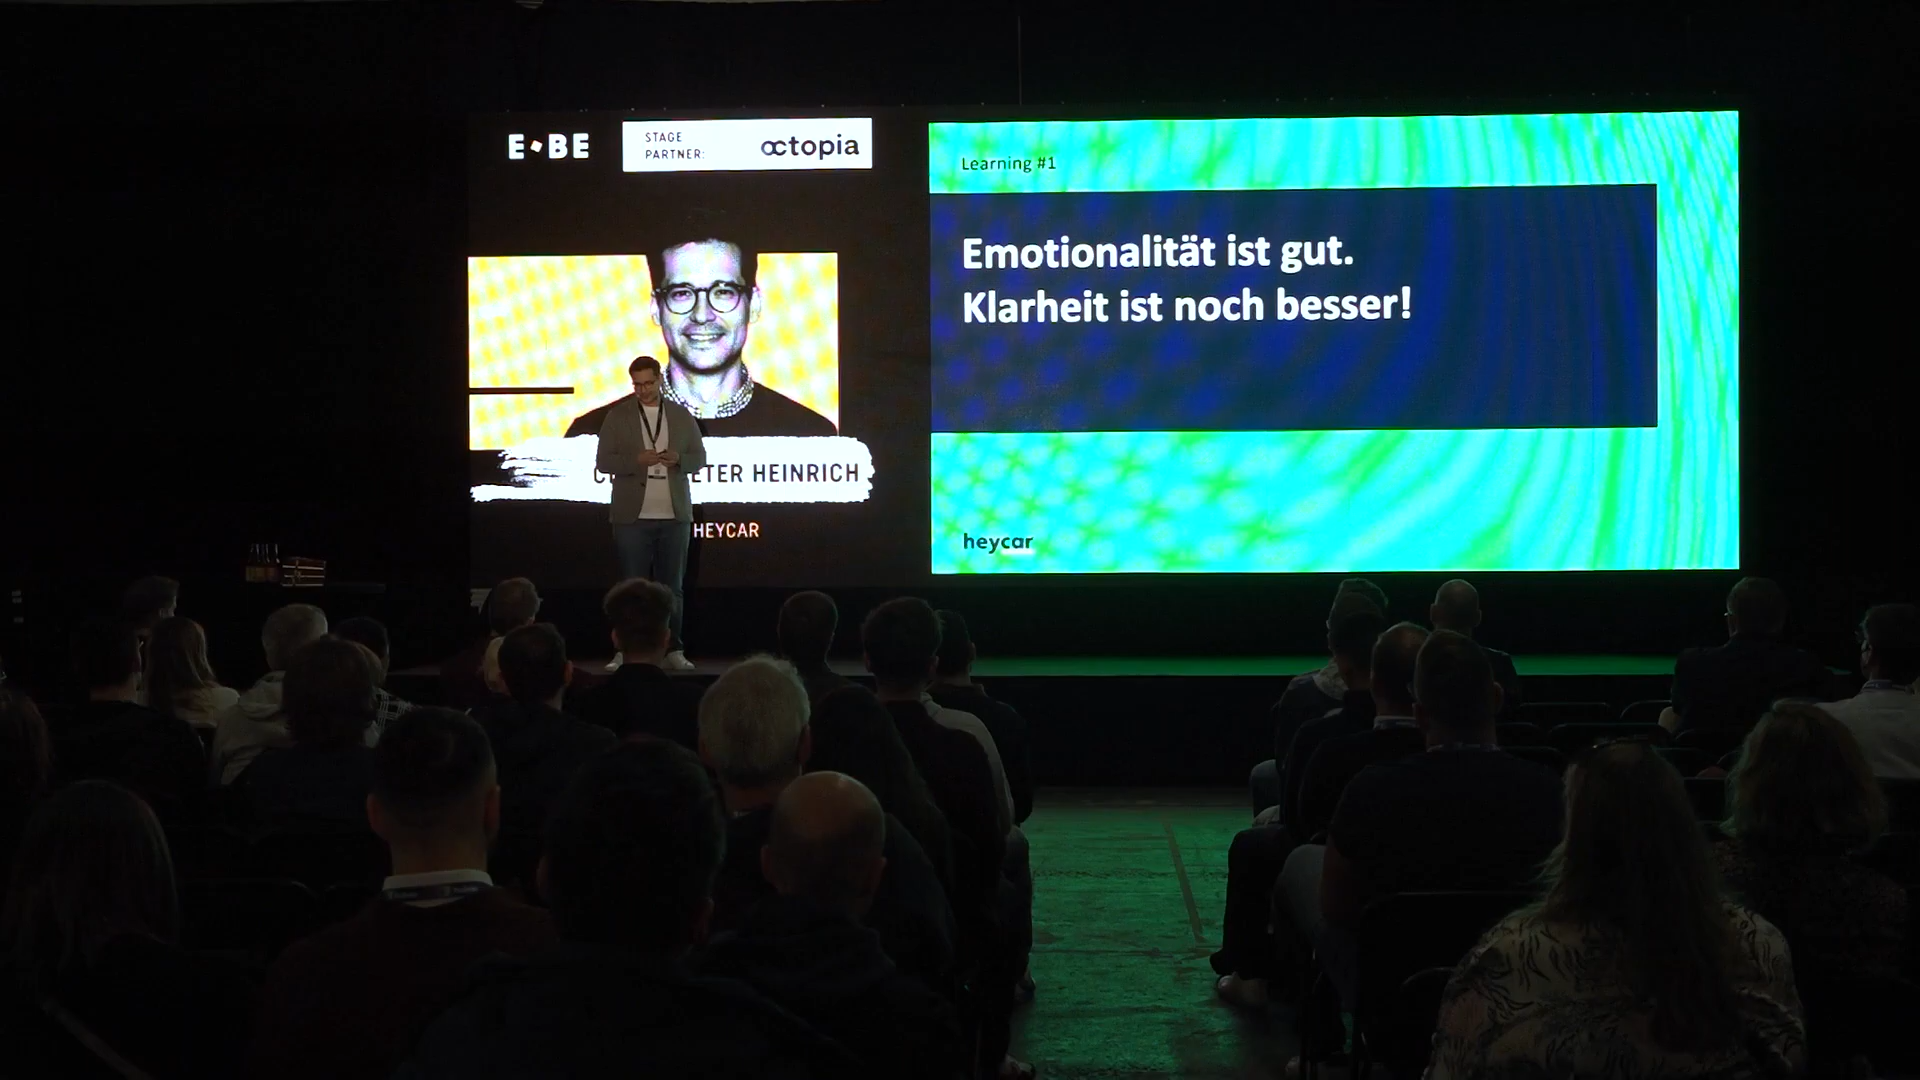 E BE
STAGE
PARTNER:
octopia
ETER HEINRICH
HEYCAR
Learning #1
Emotionalität ist gut.
Klarheit ist noch besser!
heycar